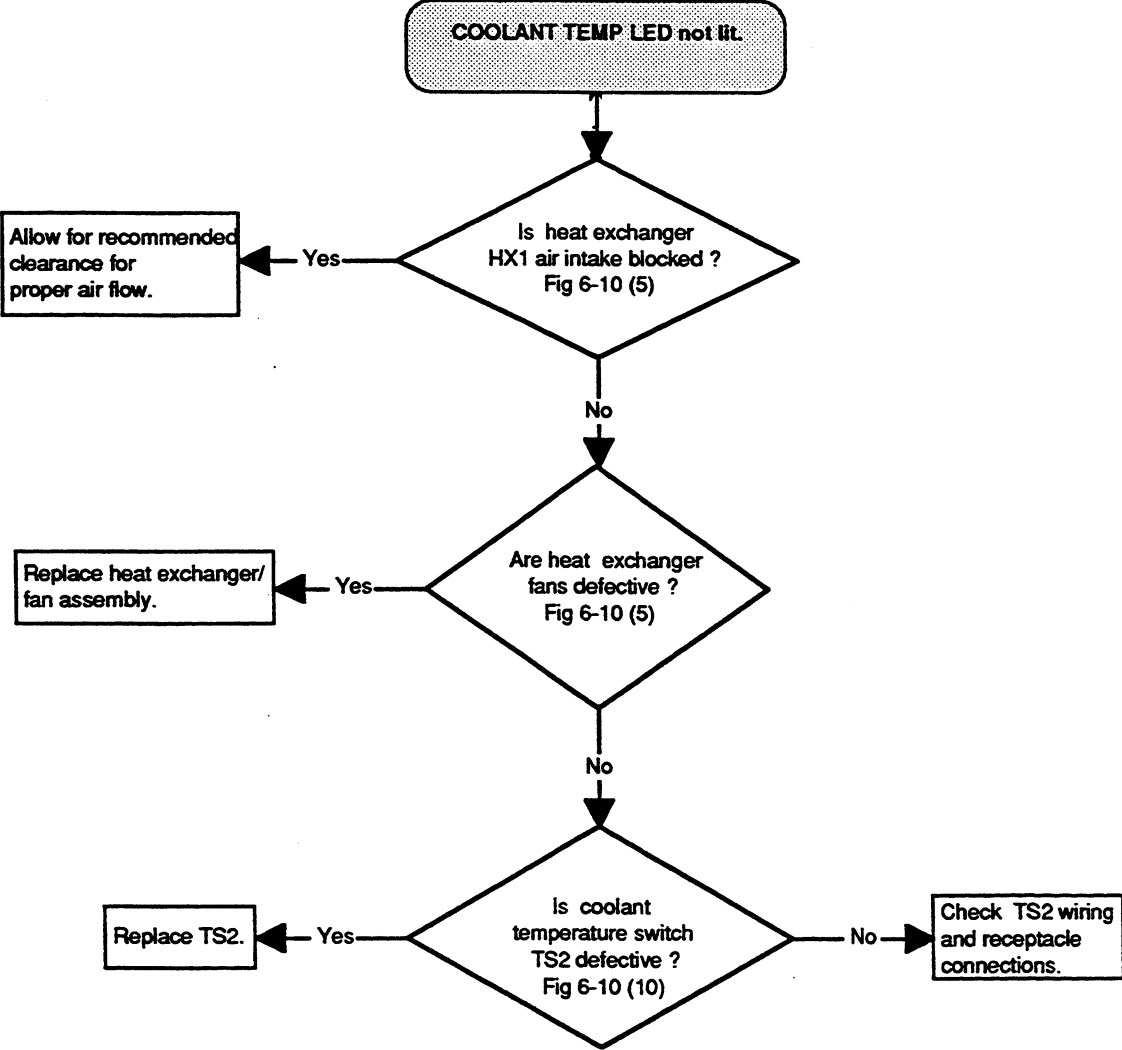 COOLANT TEMP LED not lit.
Is heat exchanger
HX1 air intake blocked ?
Fig 6-10 (5)
Yes
Allow for recommended
clearance for
proper air flow.
No
Are heat exchanger
fans defective ?
Fig 6-10 (5)
Yes
Replace heat exchanger/
fan assembly.
No
Is coolant
temperature switch
TS2 defective ?
Fig 6-10 (10)
Yes
Replace TS2.
No
Check TS2 wiring
and receptacle
connections.